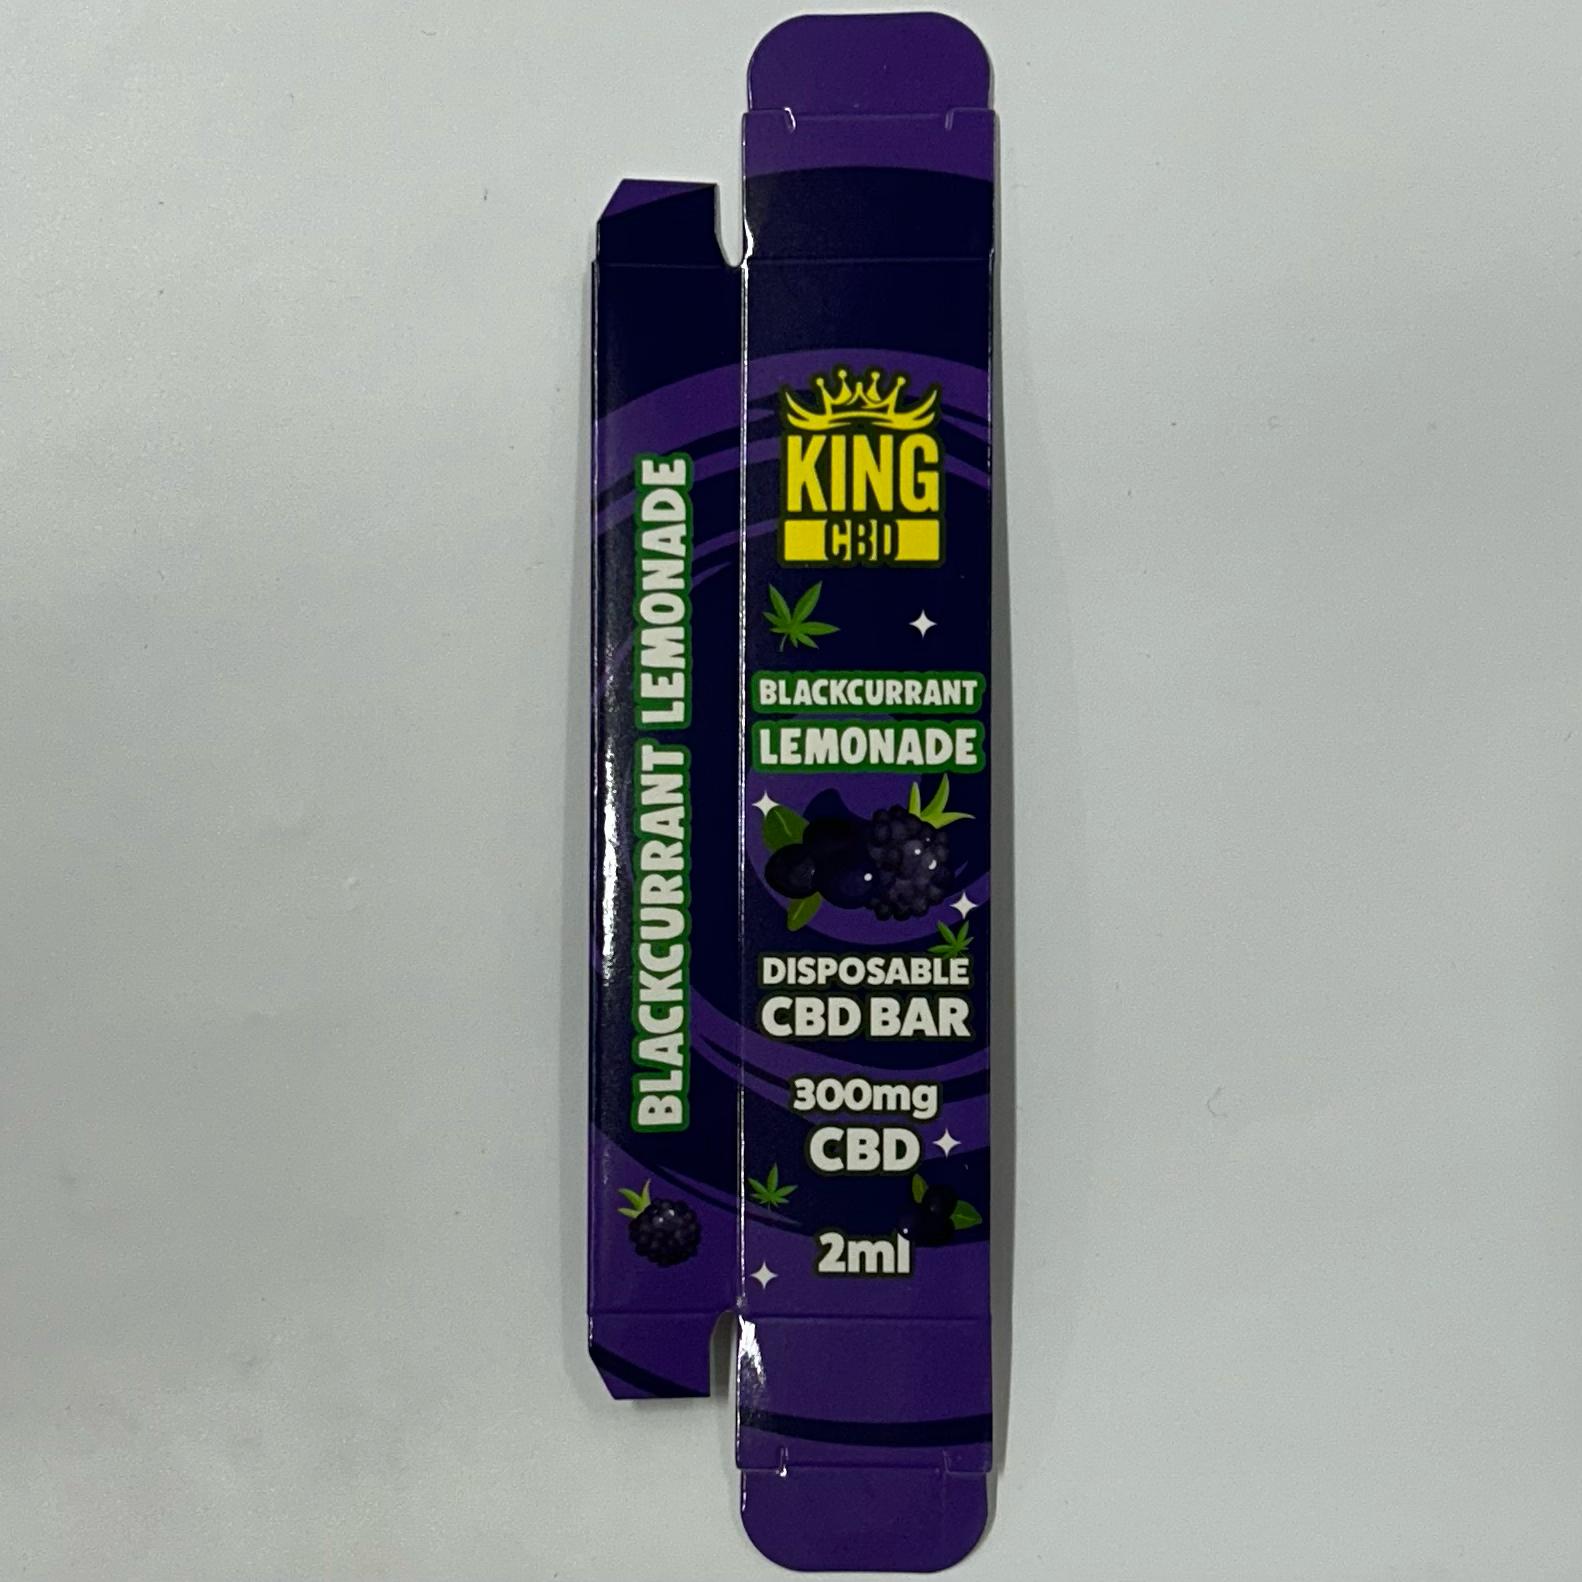 BLACKCURRANT LEMONADE
KING
CBD
BLACKCURRANT
LEMONADE
DISPOSABLE
CBD BAR
300mg
CBD
2ml